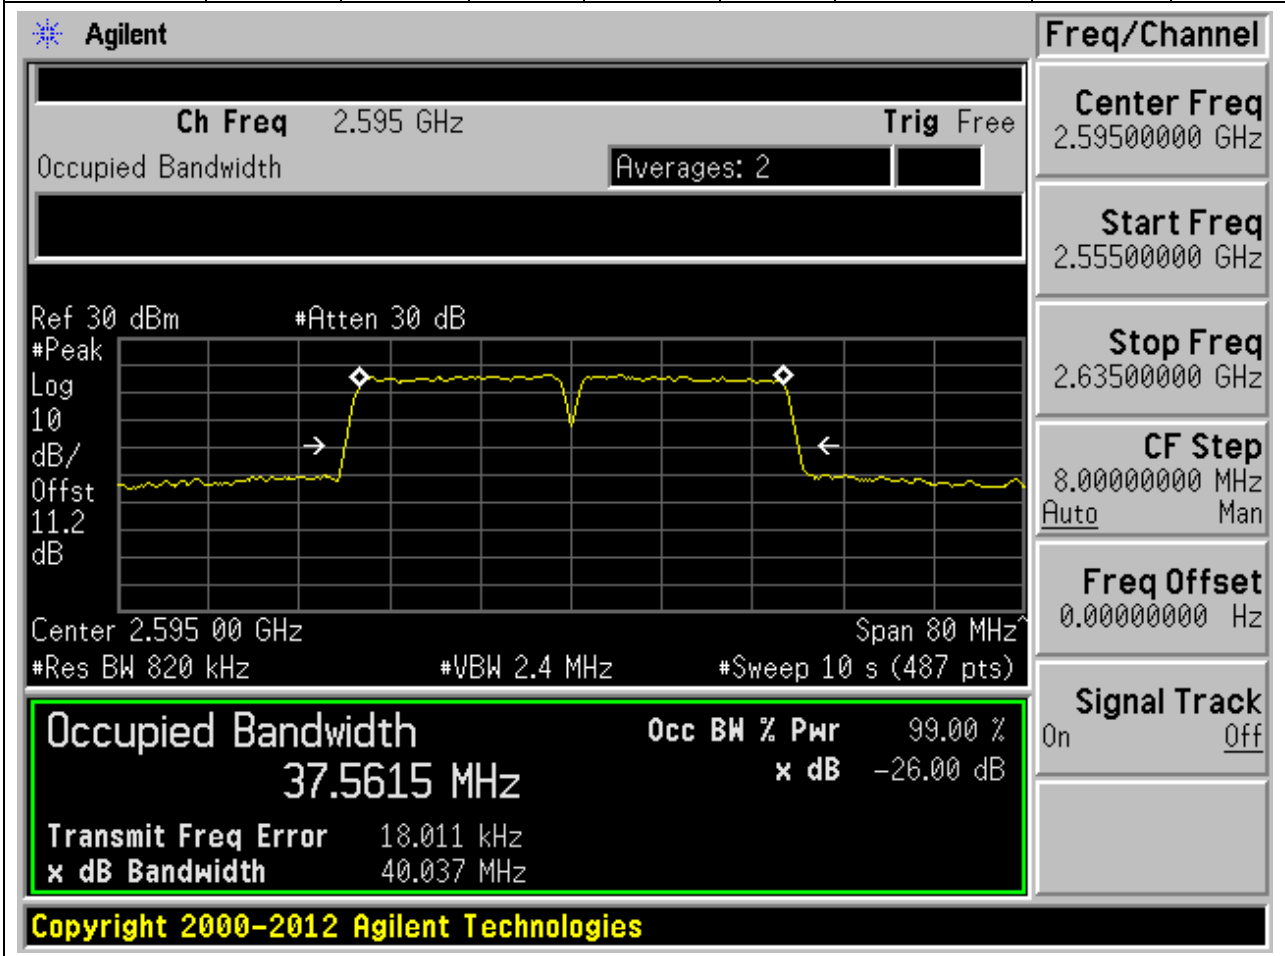 Agilent
Freq/Channel
Ch Freq 2.595 GHz Trig Free
Occupied Bandwidth Averages: 2
Center Freq
2.59500000 GHz
Start Freq
2.55500000 GHz
Stop Freq
2.63500000 GHz
CF Step
8.00000000 MHz
Auto Man
Freq Offset
0.00000000 Hz
Signal Track
On Off
Ref 30 dBm #Atten 30 dB
#Peak
Log
10
dB/
Offst
11.2
dB
Center 2.595 00 GHz Span 80 MHz^
#Res BW 820 kHz #VBW 2.4 MHz #Sweep 10 s (487 pts)
Occupied Bandwidth Occ BW % Pwr 99.00 %
37.5615 MHz x dB -26.00 dB
Transmit Freq Error 18.011 kHz
x dB Bandwidth 40.037 MHz
Copyright 2000-2012 Agilent Technologies